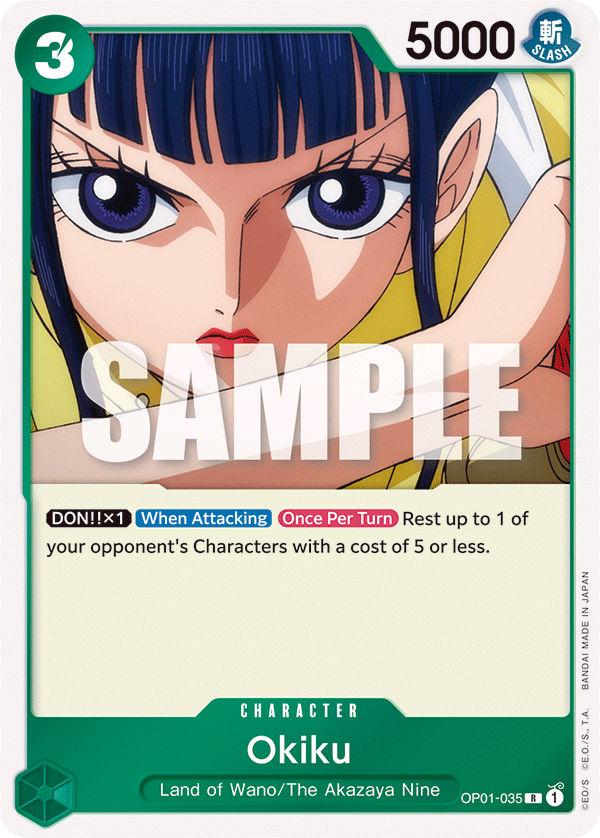 3
5000
斬
SLASH
SAMPLE
DON!!×1 When Attacking Once Per Turn Rest up to 1 of
your opponent's Characters with a cost of 5 or less.
CHARACTER
Okiku
Land of Wano/The Akazaya Nine
OP01-035 R 1
©EO/S ©E.O./S., T.A. BANDAI MADE IN JAPAN